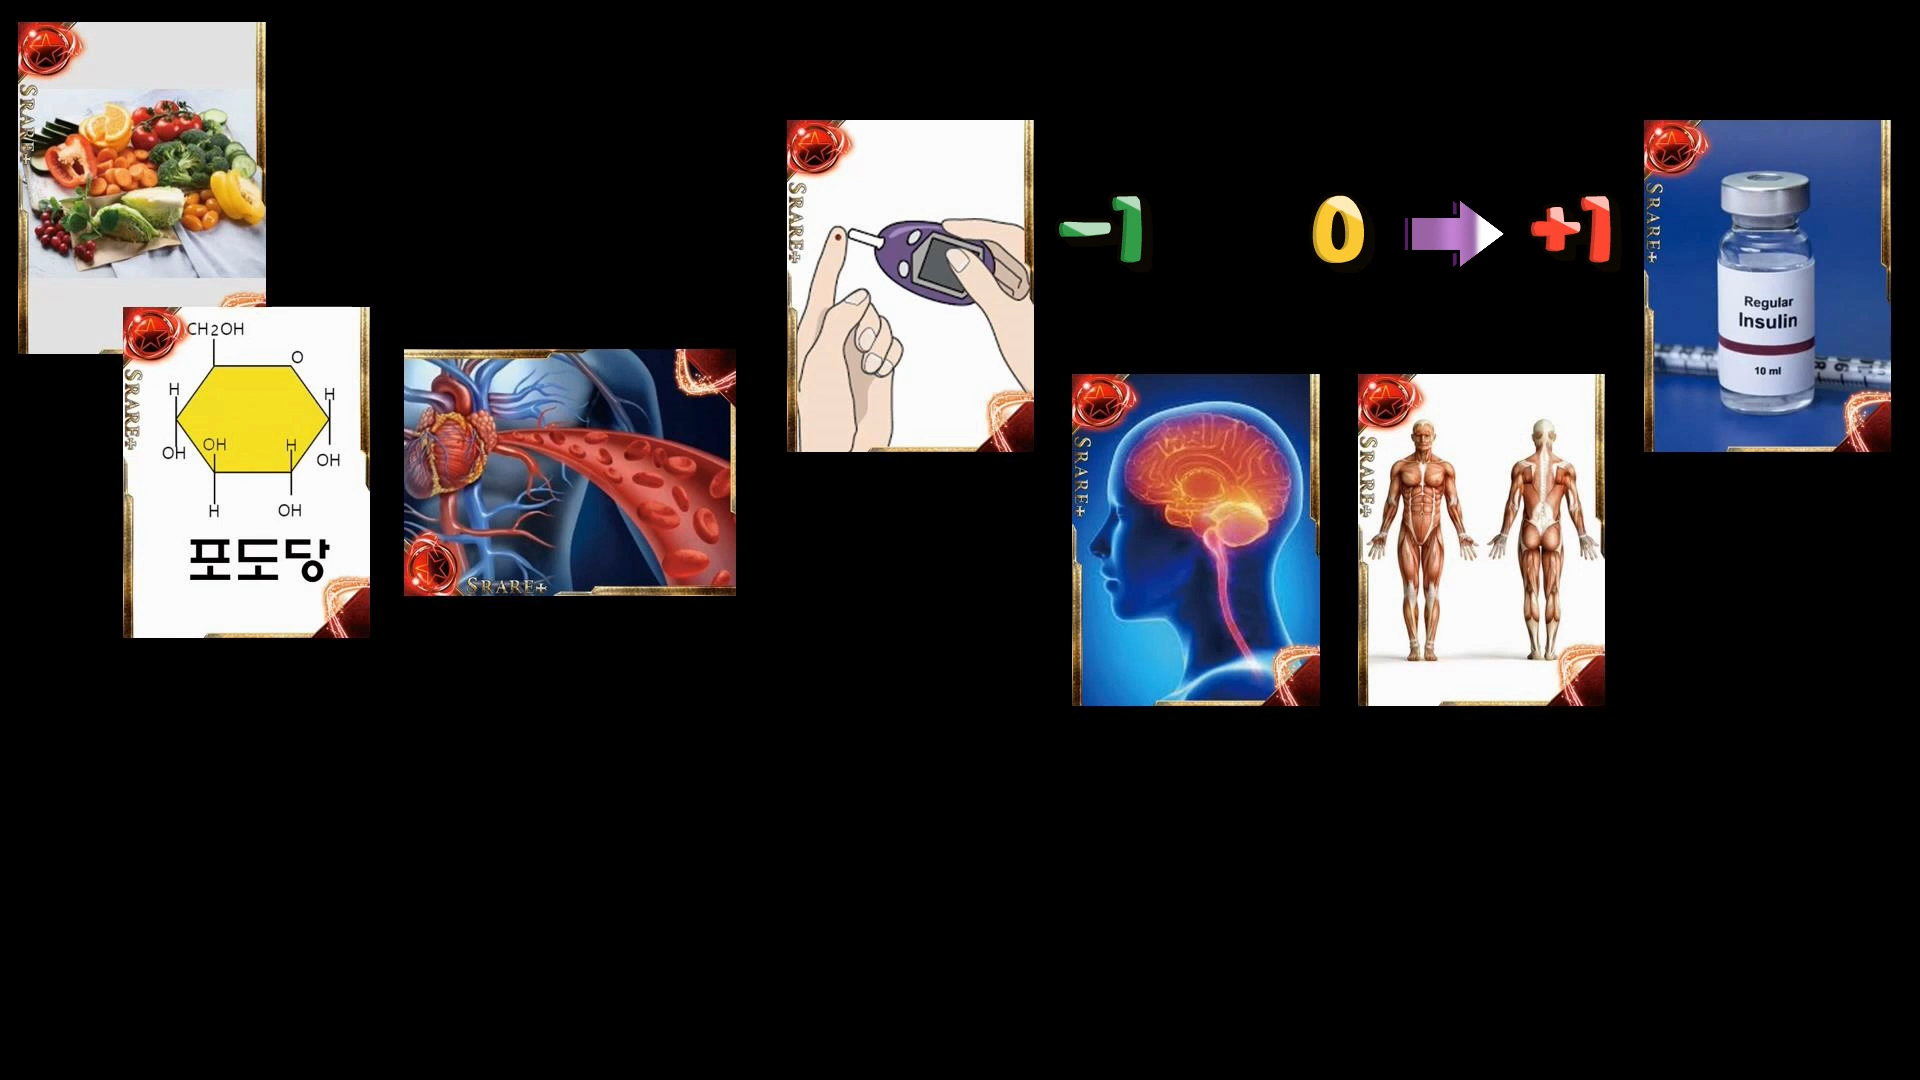 SRARE+
CH2OH
O
H
H
OH
OH
H
OH
H
OH
포도당
SRARE+
SRARE+
SRARE+
-1
0
+1
SRARE+
SRARE+
SRARE+
Regular
Insulin
10 ml